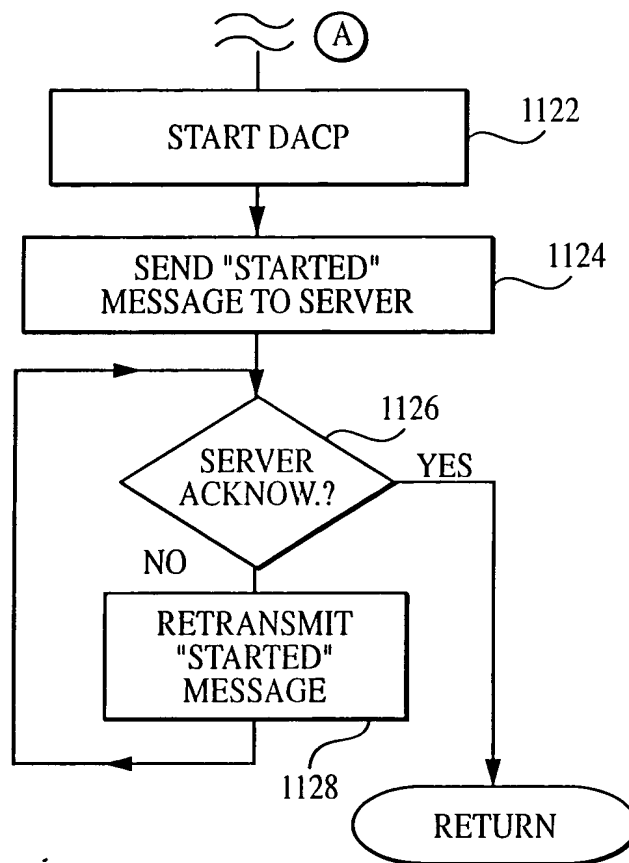 A
START DACP
1122
SEND "STARTED"
MESSAGE TO SERVER
1124
1126
SERVER
ACKNOW.?
YES
NO
RETRANSMIT
"STARTED"
MESSAGE
1128
RETURN